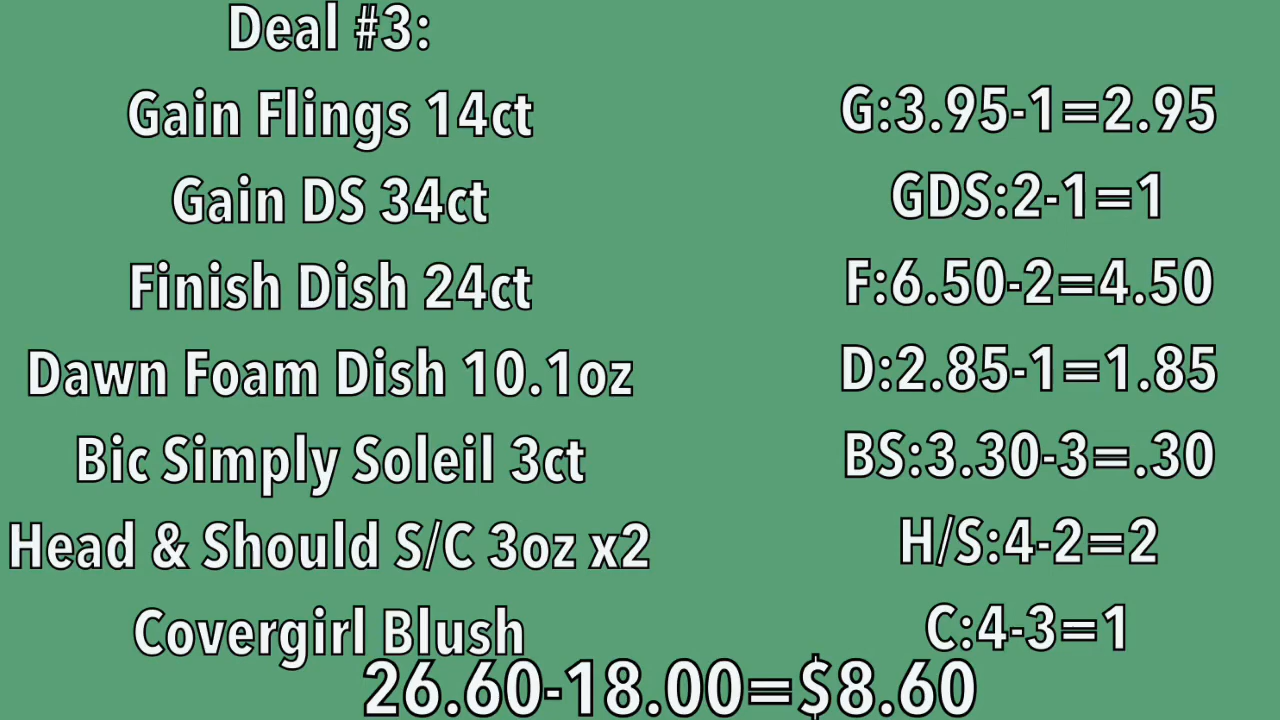 Deal #3:
Gain Flings 14ct
G:3.95-1=2.95
Gain DS 34ct
GDS:2-1=1
Finish Dish 24ct
F:6.50-2=4.50
Dawn Foam Dish 10.1oz
D:2.85-1=1.85
Bic Simply Soleil 3ct
BS:3.30-3=.30
Head & Should S/C 3oz x2
H/S:4-2=2
Covergirl Blush
C:4-3=1
26.60-18.00=$8.60